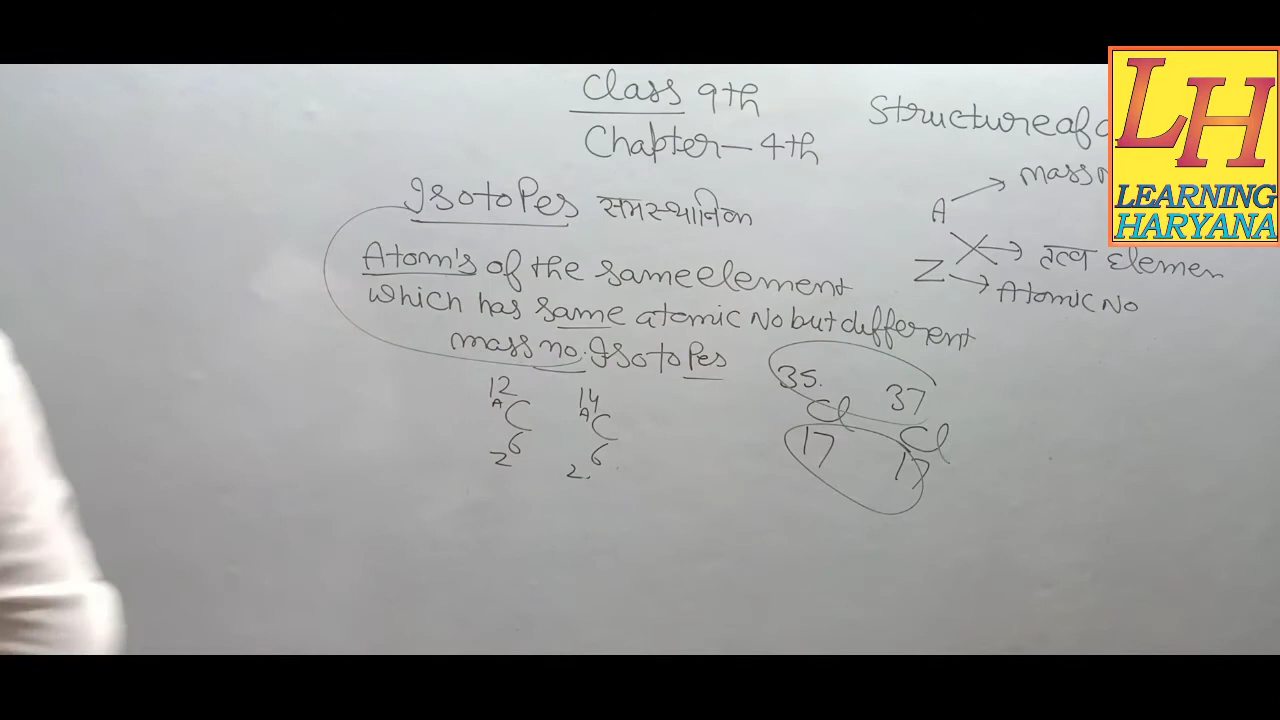 Class 9th
Chapter - 4th
Structure of
Isotopes समस्थानिक
Atom's of the same element
which has same atomic No but different
mass no. Isotopes
A → mass
X → तत्व Elemen
Z → Atomic No
12 14
A C A C
6 6
Z Z.
35. 37
Cl Cl
17 17
LH
LEARNING
HARYANA